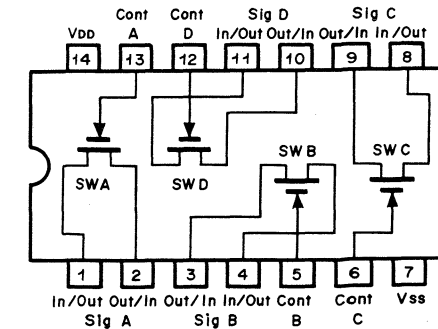 Cont Cont Sig D Sig C
VDD A D In/Out Out/In Out/In In/Out
14 13 12 11 10 9 8
SWB SWC
SWA SWD
1 2 3 4 5 6 7
In/Out Out/In Out/In In/Out Cont Cont Vss
Sig A Sig B B C